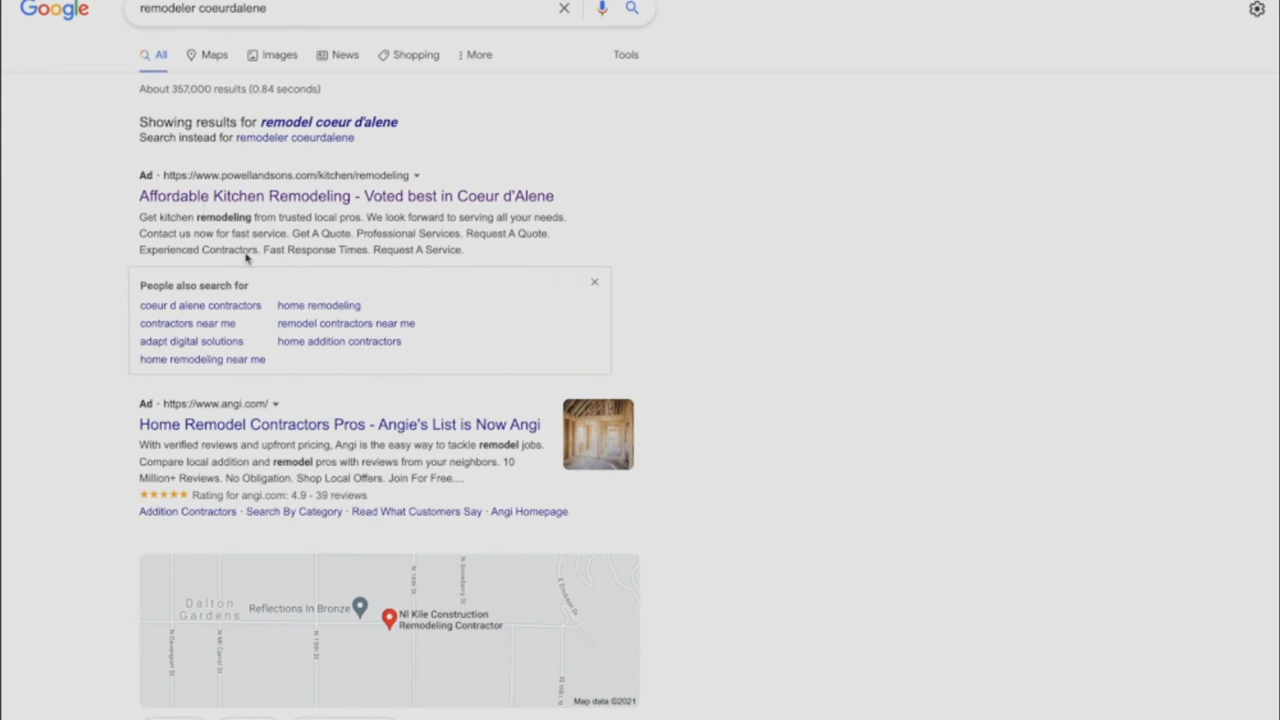 Google
remodeler coeurdalene
All Maps Images News Shopping More Tools
About 357,000 results (0.84 seconds)
Showing results for remodel coeur d'alene
Search instead for remodeler coeurdalene
Ad · https://www.powellandsons.com/kitchen/remodeling
Affordable Kitchen Remodeling - Voted best in Coeur d'Alene
Get kitchen remodeling from trusted local pros. We look forward to serving all your needs.
Contact us now for fast service. Get A Quote. Professional Services. Request A Quote.
Experienced Contractors. Fast Response Times. Request A Service.
People also search for
coeur d alene contractors home remodeling
contractors near me remodel contractors near me
adapt digital solutions home addition contractors
home remodeling near me
Ad · https://www.angi.com/
Home Remodel Contractors Pros - Angie's List is Now Angi
With verified reviews and upfront pricing, Angi is the easy way to tackle remodel jobs.
Compare local addition and remodel pros with reviews from your neighbors. 10
Million+ Reviews. No Obligation. Shop Local Offers. Join For Free....
Rating for angi.com: 4.9 - 39 reviews
Addition Contractors · Search By Category · Read What Customers Say · Angi Homepage
Dalton
Gardens
Reflections In Bronze
NI Kile Construction
Remodeling Contractor
N 15th St
Map data ©2021